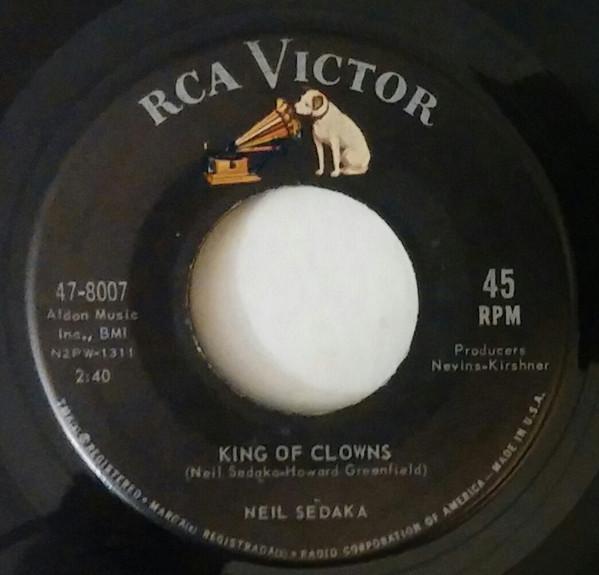 RCA VICTOR
47-8007
Aldon Music
Inc., BMI
N2PW-1311
2:40
45
RPM
Producers
Nevins-Kirshner
KING OF CLOWNS
(Neil Sedaka-Howard Greenfield)
NEIL SEDAKA
REGISTERED • MARCA(S) REGISTRADA(S) • RADIO CORPORATION OF AMERICA—MADE IN U.S.A.